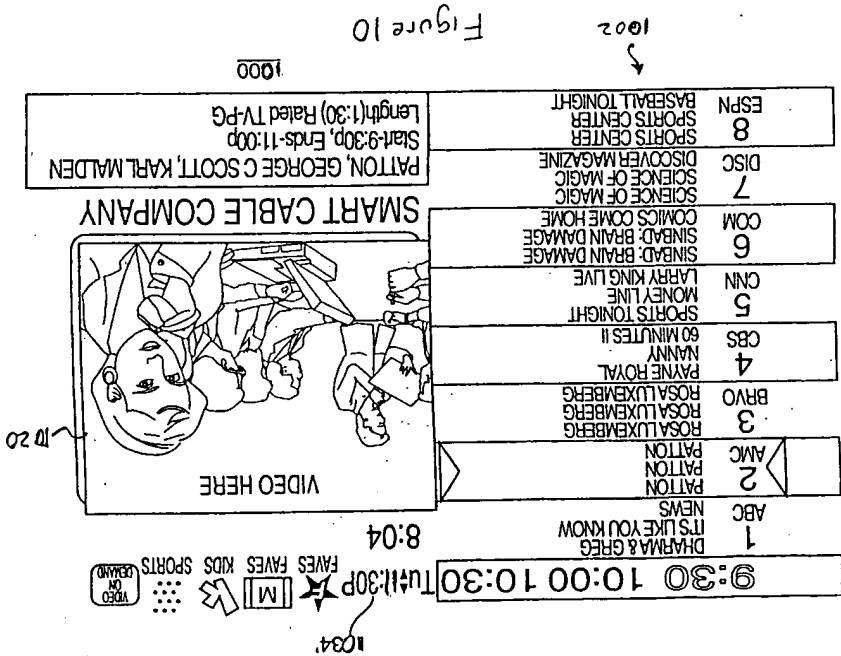 1034'
9:30 10:00 10:30
Tu 11:30P
FAVES
FAVES
KIDS
SPORTS
VIDEO ON DEMAND
M
8:04
1 ABC
DHARMA & GREG
IT'S LIKE YOU KNOW
NEWS
2 AMC
PATTON
PATTON
PATTON
3 BRVO
ROSA LUXEMBERG
ROSA LUXEMBERG
ROSA LUXEMBERG
4 CBS
PAYNE ROYAL
NANNY
60 MINUTES II
5 CNN
SPORTS TONIGHT
MONEY LINE
LARRY KING LIVE
6 COM
SINBAD: BRAIN DAMAGE
SINBAD: BRAIN DAMAGE
COMICS COME HOME
7 DISC
SCIENCE OF MAGIC
SCIENCE OF MAGIC
DISCOVER MAGAZINE
8 ESPN
SPORTS CENTER
SPORTS CENTER
BASEBALL TONIGHT
VIDEO HERE
1020
SMART CABLE COMPANY
PATTON, GEORGE C SCOTT, KARL MALDEN
Start-9:30p, Ends-11:00p
Length(1:30) Rated TV-PG
1002
1000
Figure 10